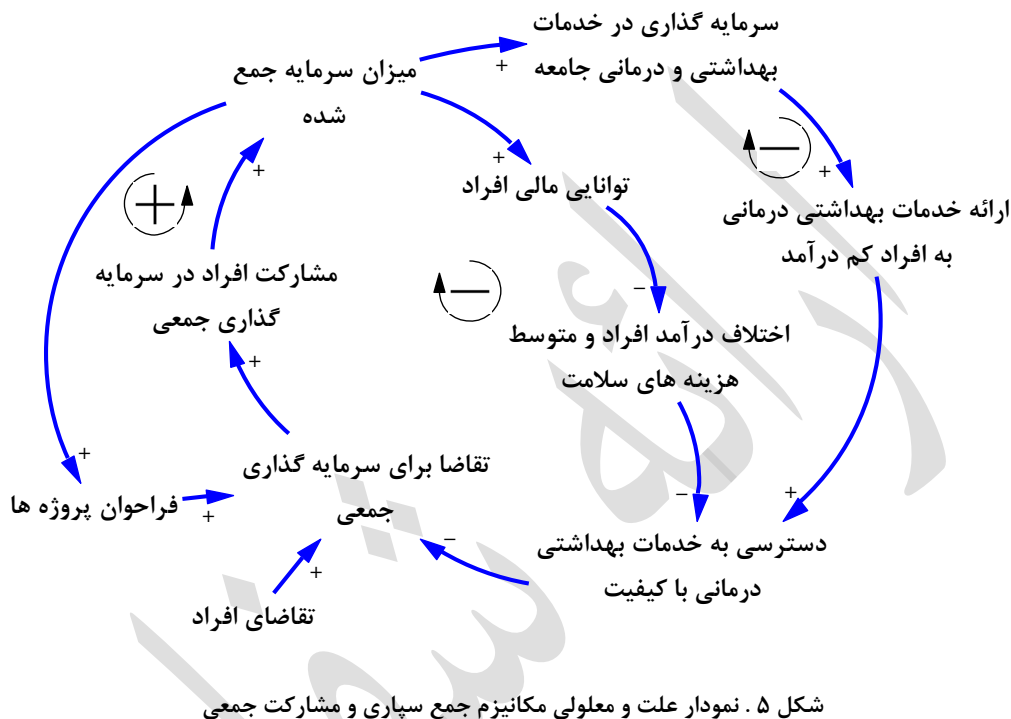 سرمایه گذاری در خدمات
بهداشتی و درمانی جامعه
+
میزان سرمایه جمع
شده
+
توانایی مالی افراد
+
ارائه خدمات بهداشتی درمانی
به افراد کم درآمد
+
مشارکت افراد در سرمایه
گذاری جمعی
–
اختلاف درآمد افراد و متوسط
هزینه های سلامت
+
تقاضا برای سرمایه گذاری
جمعی
+
فراخوان پروژه ها
+
–
+
دسترسی به خدمات بهداشتی
درمانی با کیفیت
–
+
تقاضای افراد
شکل ۵ . نمودار علت و معلولی مکانیزم جمع سپاری و مشارکت جمعی